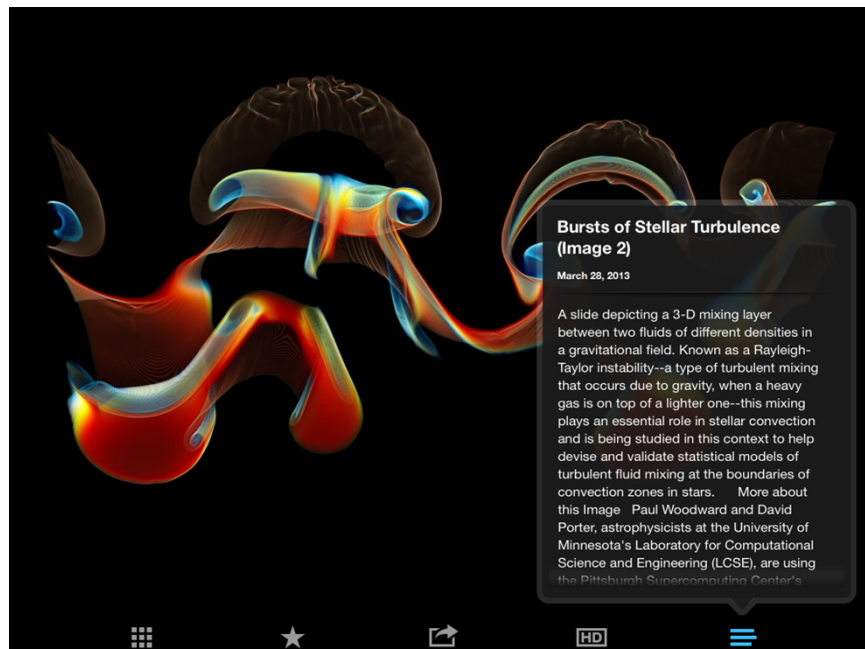 Bursts of Stellar Turbulence
(Image 2)
March 28, 2013
A slide depicting a 3-D mixing layer
between two fluids of different densities in
a gravitational field. Known as a Rayleigh-
Taylor instability--a type of turbulent mixing
that occurs due to gravity, when a heavy
gas is on top of a lighter one--this mixing
plays an essential role in stellar convection
and is being studied in this context to help
devise and validate statistical models of
turbulent fluid mixing at the boundaries of
convection zones in stars. More about
this Image Paul Woodward and David
Porter, astrophysicists at the University of
Minnesota's Laboratory for Computational
Science and Engineering (LCSE), are using
the Pittsburgh Supercomputing Center's
HD